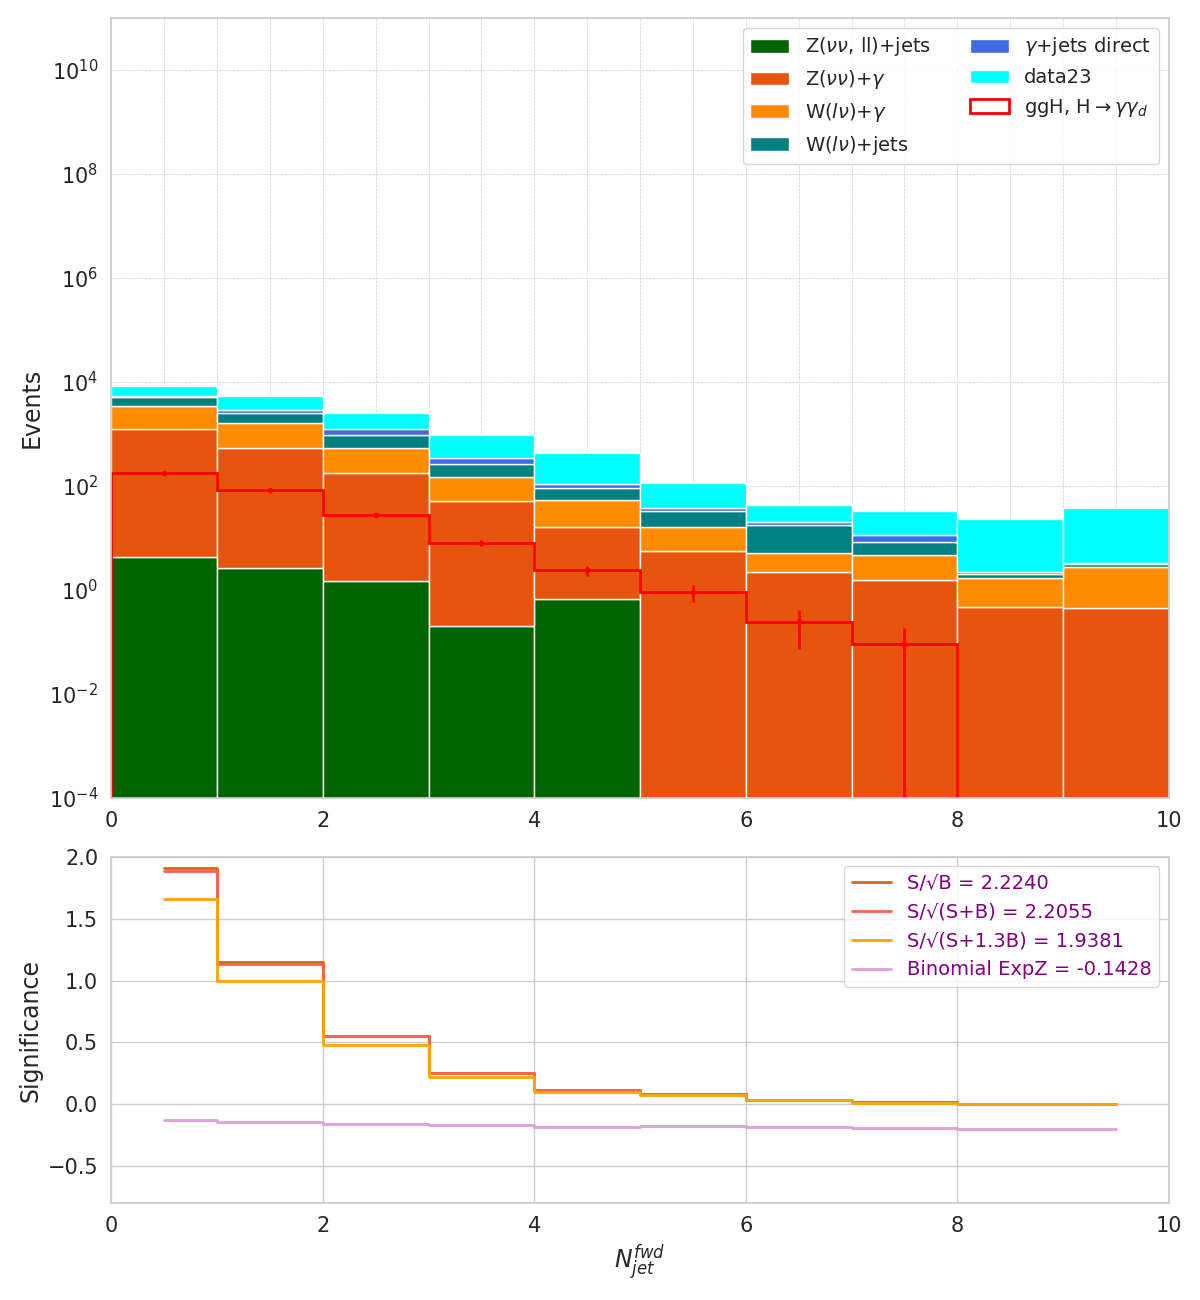 Events
10^10
10^8
10^6
10^4
10^2
10^0
10^−2
10^−4
Z(νν, ll)+jets
Z(νν)+γ
W(lν)+γ
W(lν)+jets
γ+jets direct
data23
ggH, H→γγ_d
0 2 4 6 8 10
Significance
2.0
1.5
1.0
0.5
0.0
−0.5
S/√B = 2.2240
S/√(S+B) = 2.2055
S/√(S+1.3B) = 1.9381
Binomial ExpZ = -0.1428
0 2 4 6 8 10
N_jet^fwd